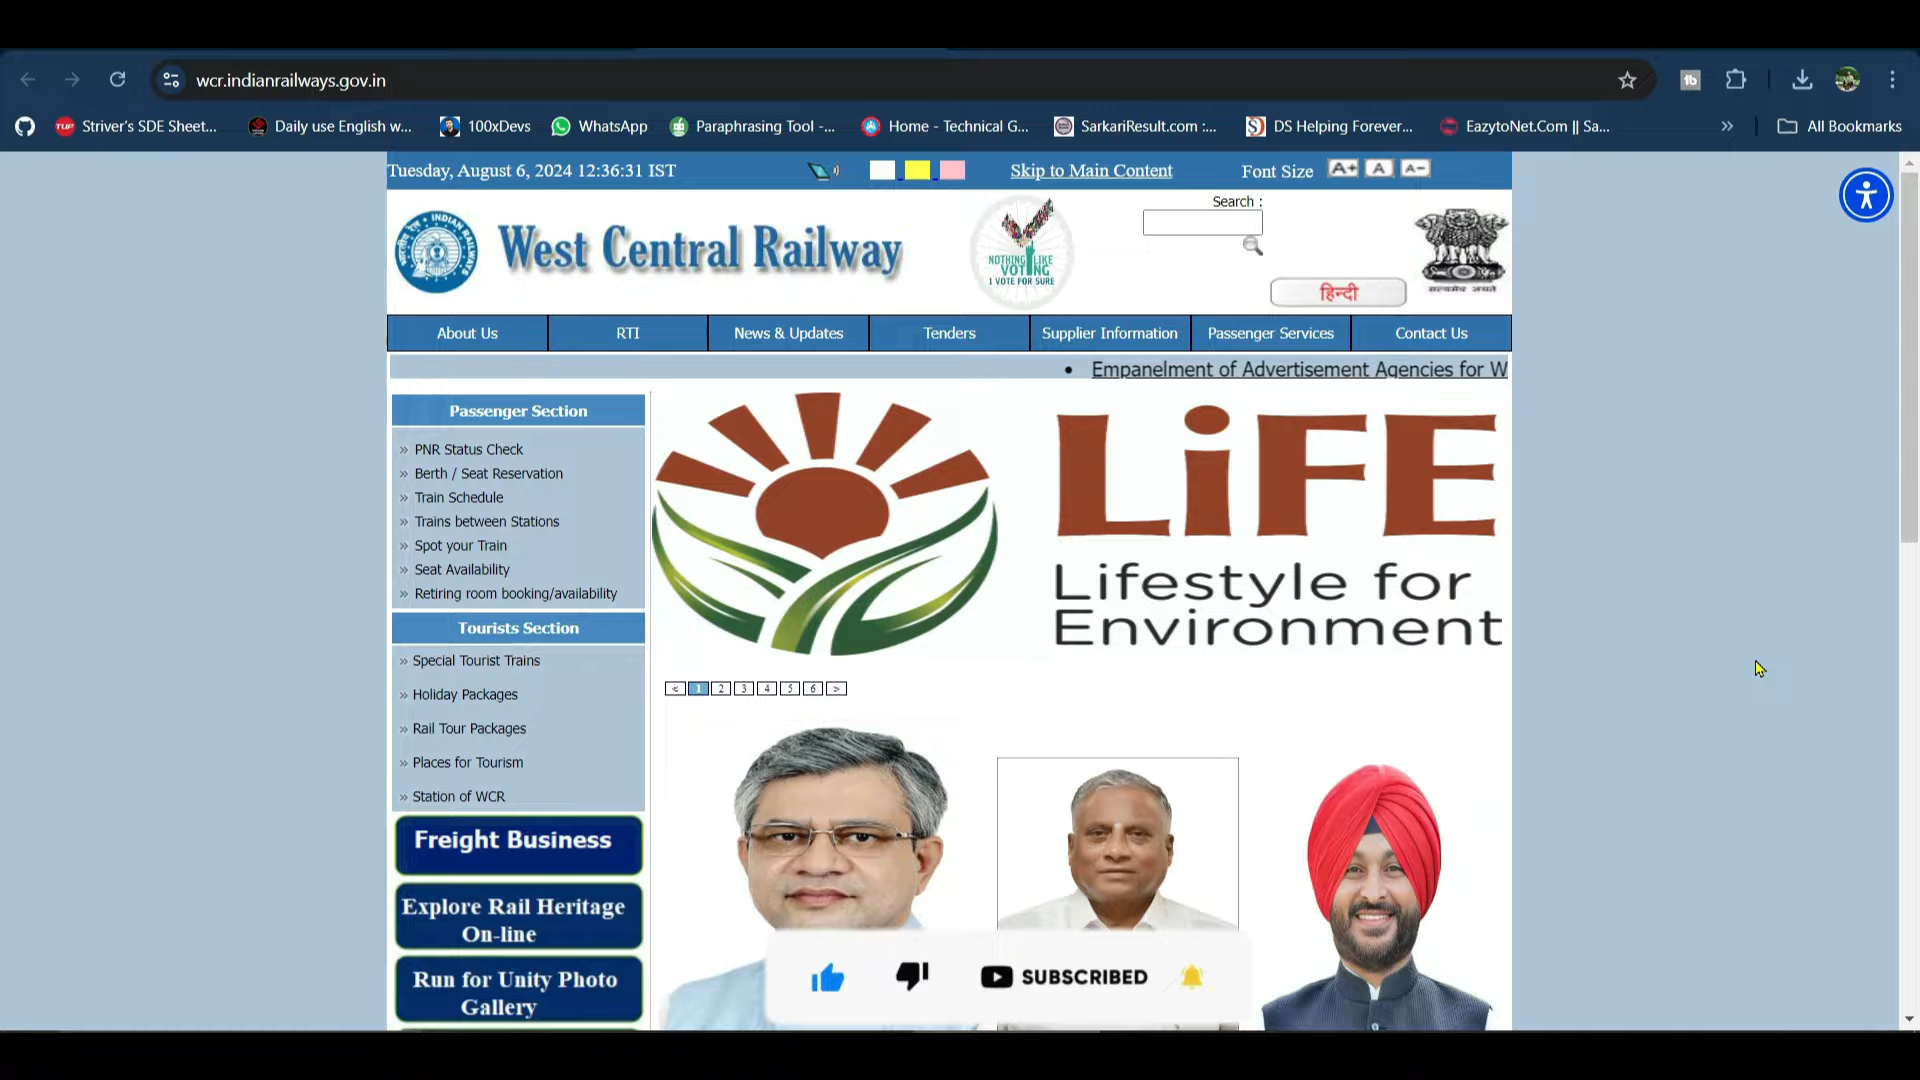 wcr.indianrailways.gov.in
Striver's SDE Sheet...
Daily use English w...
100xDevs
WhatsApp
Paraphrasing Tool -...
Home - Technical G...
SarkariResult.com :...
DS Helping Forever...
EazytoNet.Com || Sa...
All Bookmarks
Tuesday, August 6, 2024 12:36:31 IST
Skip to Main Content
Font Size
A+
A
A-
INDIAN RAILWAYS
West Central Railway
NOTHING LIKE
VOTING
1 VOTE FOR SURE
Search :
हिन्दी
सत्यमेव जयते
About Us
RTI
News & Updates
Tenders
Supplier Information
Passenger Services
Contact Us
• Empanelment of Advertisement Agencies for W
Passenger Section
» PNR Status Check
» Berth / Seat Reservation
» Train Schedule
» Trains between Stations
» Spot your Train
» Seat Availability
» Retiring room booking/availability
Tourists Section
» Special Tourist Trains
» Holiday Packages
» Rail Tour Packages
» Places for Tourism
» Station of WCR
Freight Business
Explore Rail Heritage
On-line
Run for Unity Photo
Gallery
LiFE
Lifestyle for
Environment
< 1 2 3 4 5 6 >
SUBSCRIBED